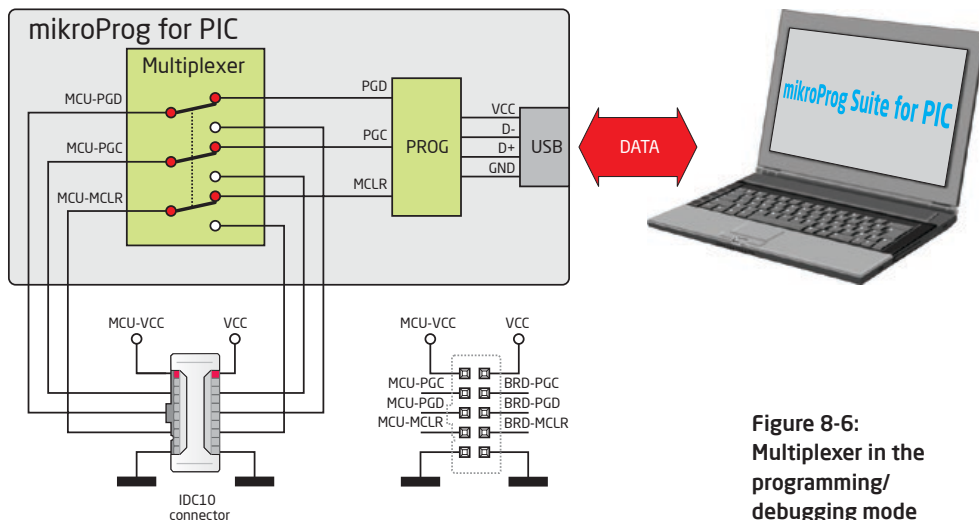 mikroProg for PIC
Multiplexer
MCU-PGD
MCU-PGC
MCU-MCLR
PGD
PGC
MCLR
PROG
VCC
D-
D+
GND
USB
DATA
mikroProg Suite for PIC
MCU-VCC
VCC
IDC10
connector
MCU-VCC
VCC
MCU-PGC
BRD-PGC
MCU-PGD
BRD-PGD
MCU-MCLR
BRD-MCLR
Figure 8-6:
Multiplexer in the
programming/
debugging mode